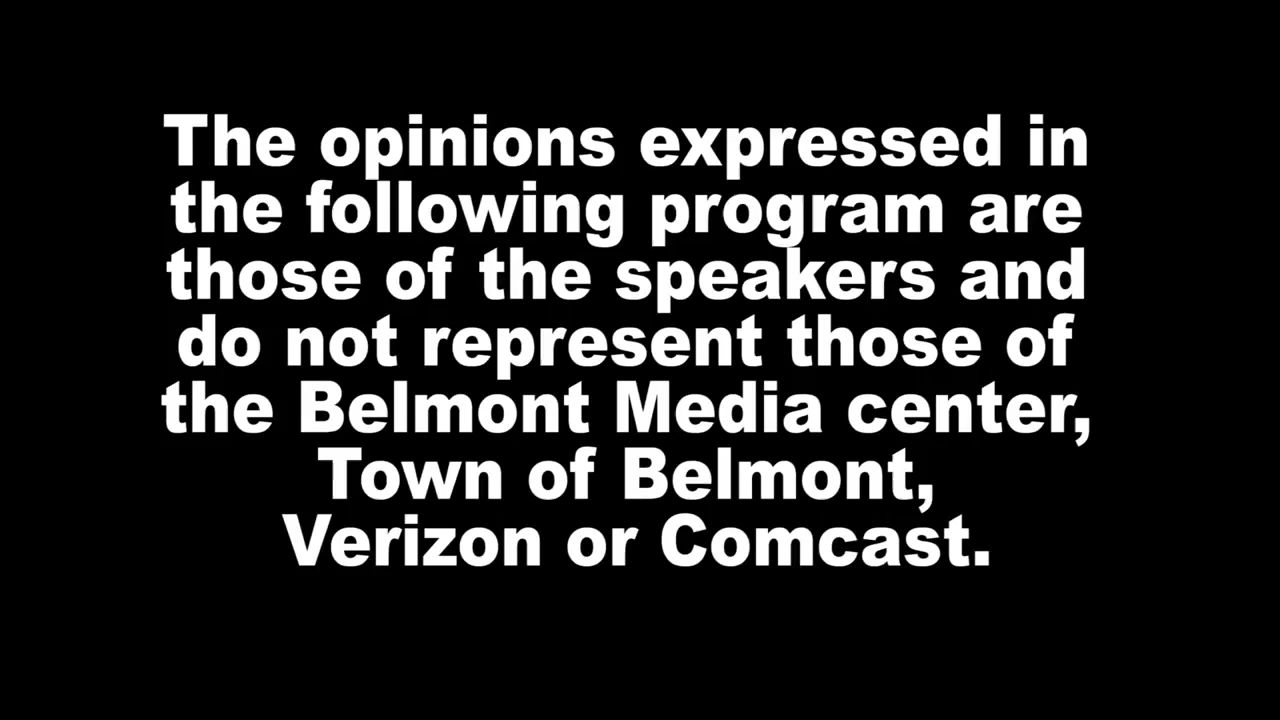 The opinions expressed in
the following program are
those of the speakers and
do not represent those of
the Belmont Media center,
Town of Belmont,
Verizon or Comcast.